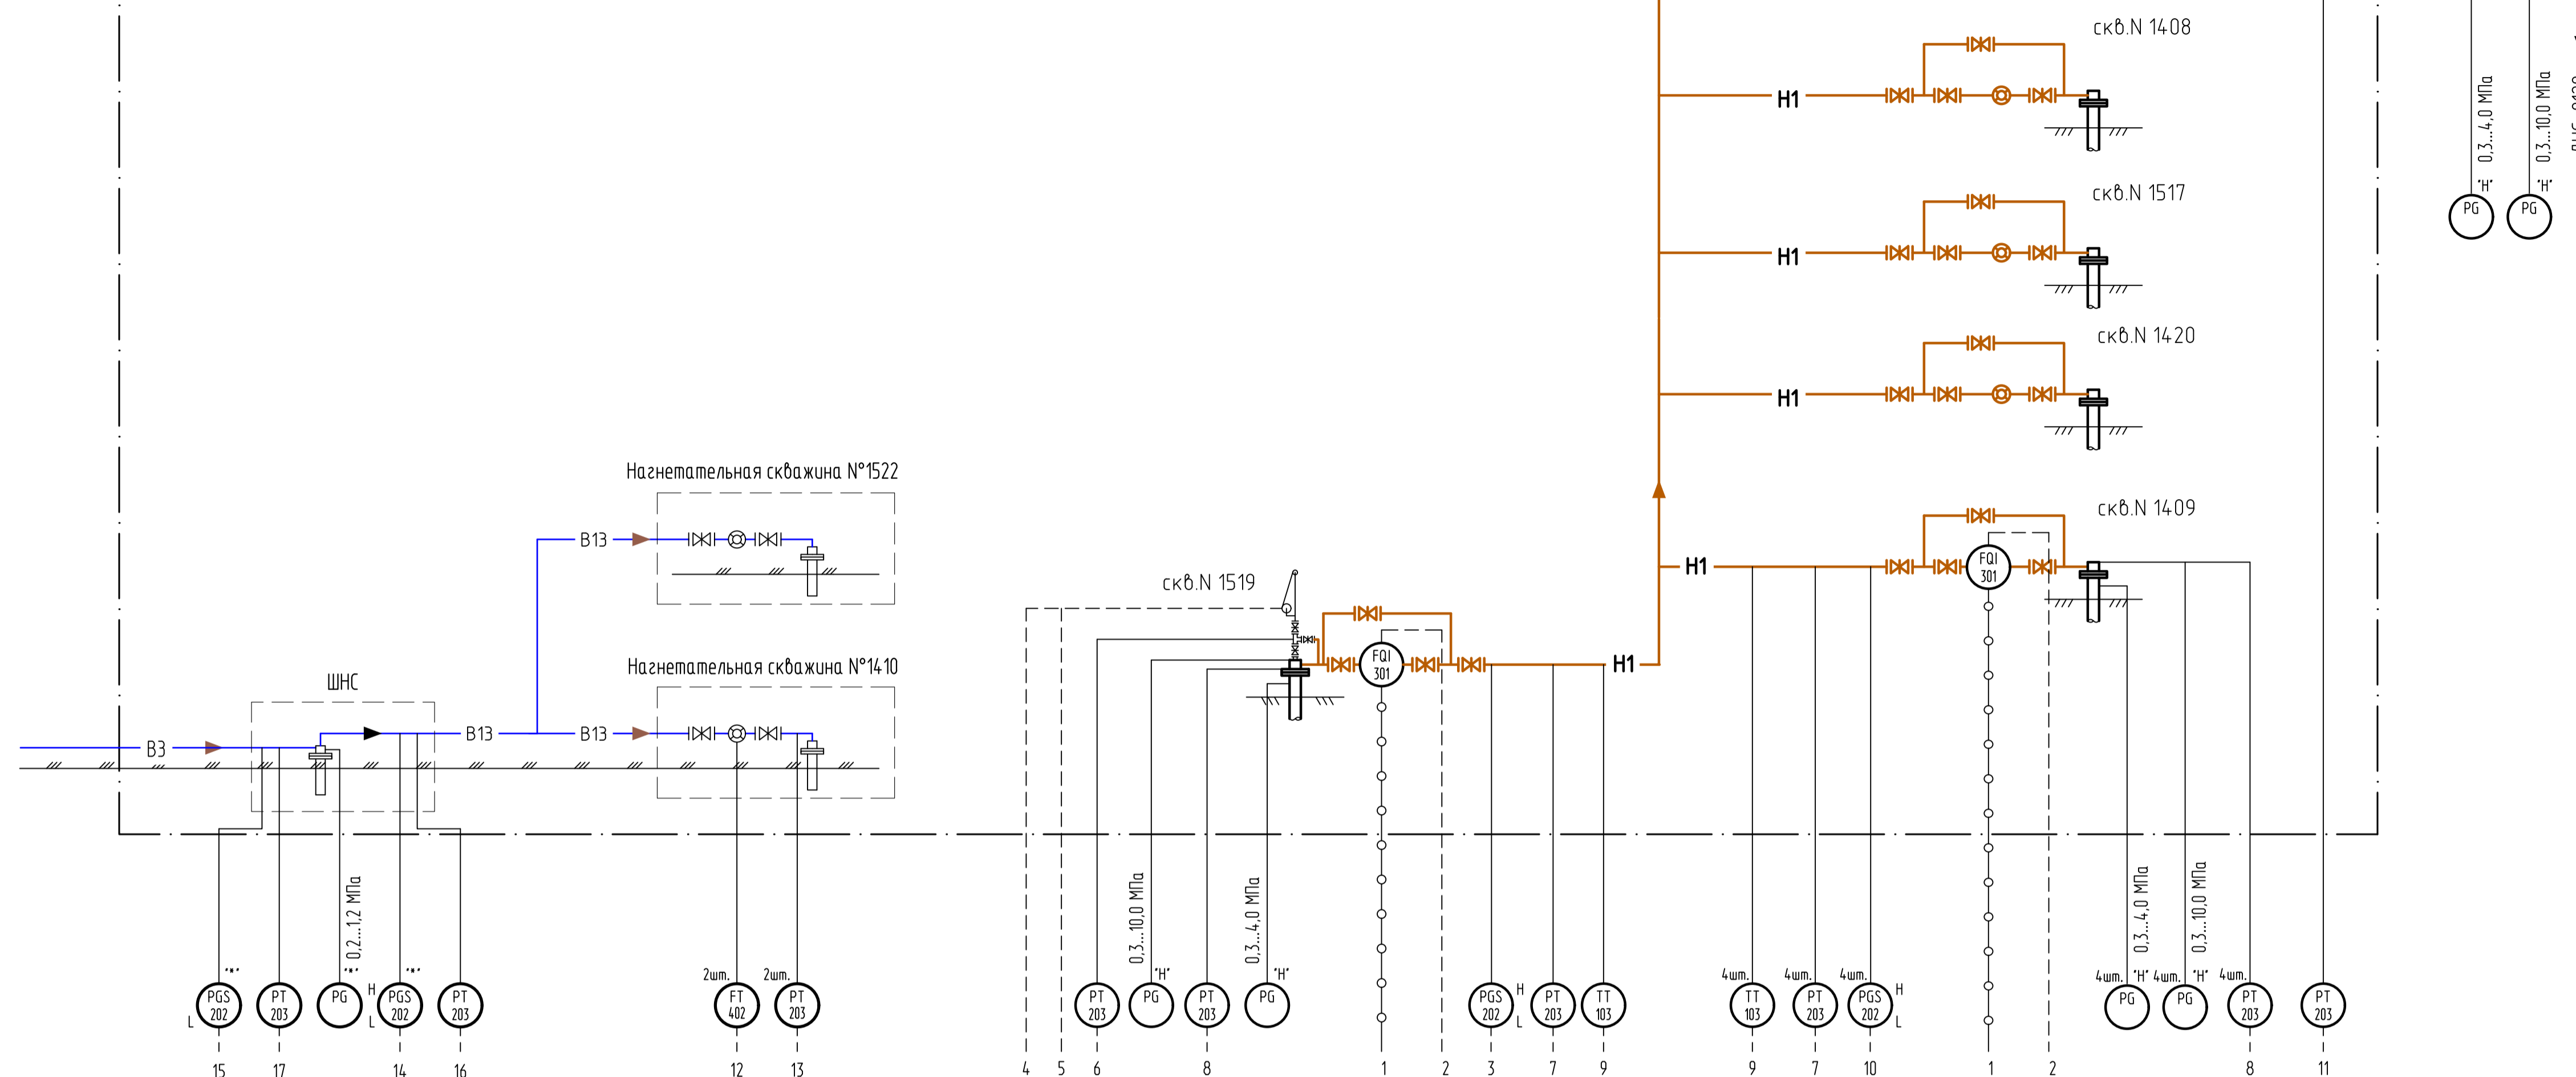 скв.N 1408
H1
0,3...4,0 МПа
0,3...10,0 МПа
"Н"
"Н"
PG
PG
скв.N 1517
H1
скв.N 1420
H1
Нагнетательная скважина N°1522
В13
скв.N 1409
H1
FQI
301
скв.N 1519
FQI
301
H1
Нагнетательная скважина N°1410
ШНС
В3
В13
В13
0,2...1,2 МПа
0,3...10,0 МПа
0,3...4,0 МПа
0,3...4,0 МПа
0,3...10,0 МПа
"*"
"*"
"*"
2шт.
2шт.
"Н"
"Н"
4шт.
4шт.
4шт.
4шт.
"Н"
4шт.
"Н"
4шт.
L
PGS
202
PT
203
PG
H
L
PGS
202
PT
203
FT
402
PT
203
PT
203
PG
PT
203
PG
PGS
202
H
L
PT
203
TT
103
TT
103
PT
203
PGS
202
H
L
PG
PG
PT
203
PT
203
15
17
14
16
12
13
4
5
6
8
1
2
3
7
9
9
7
10
1
2
8
11